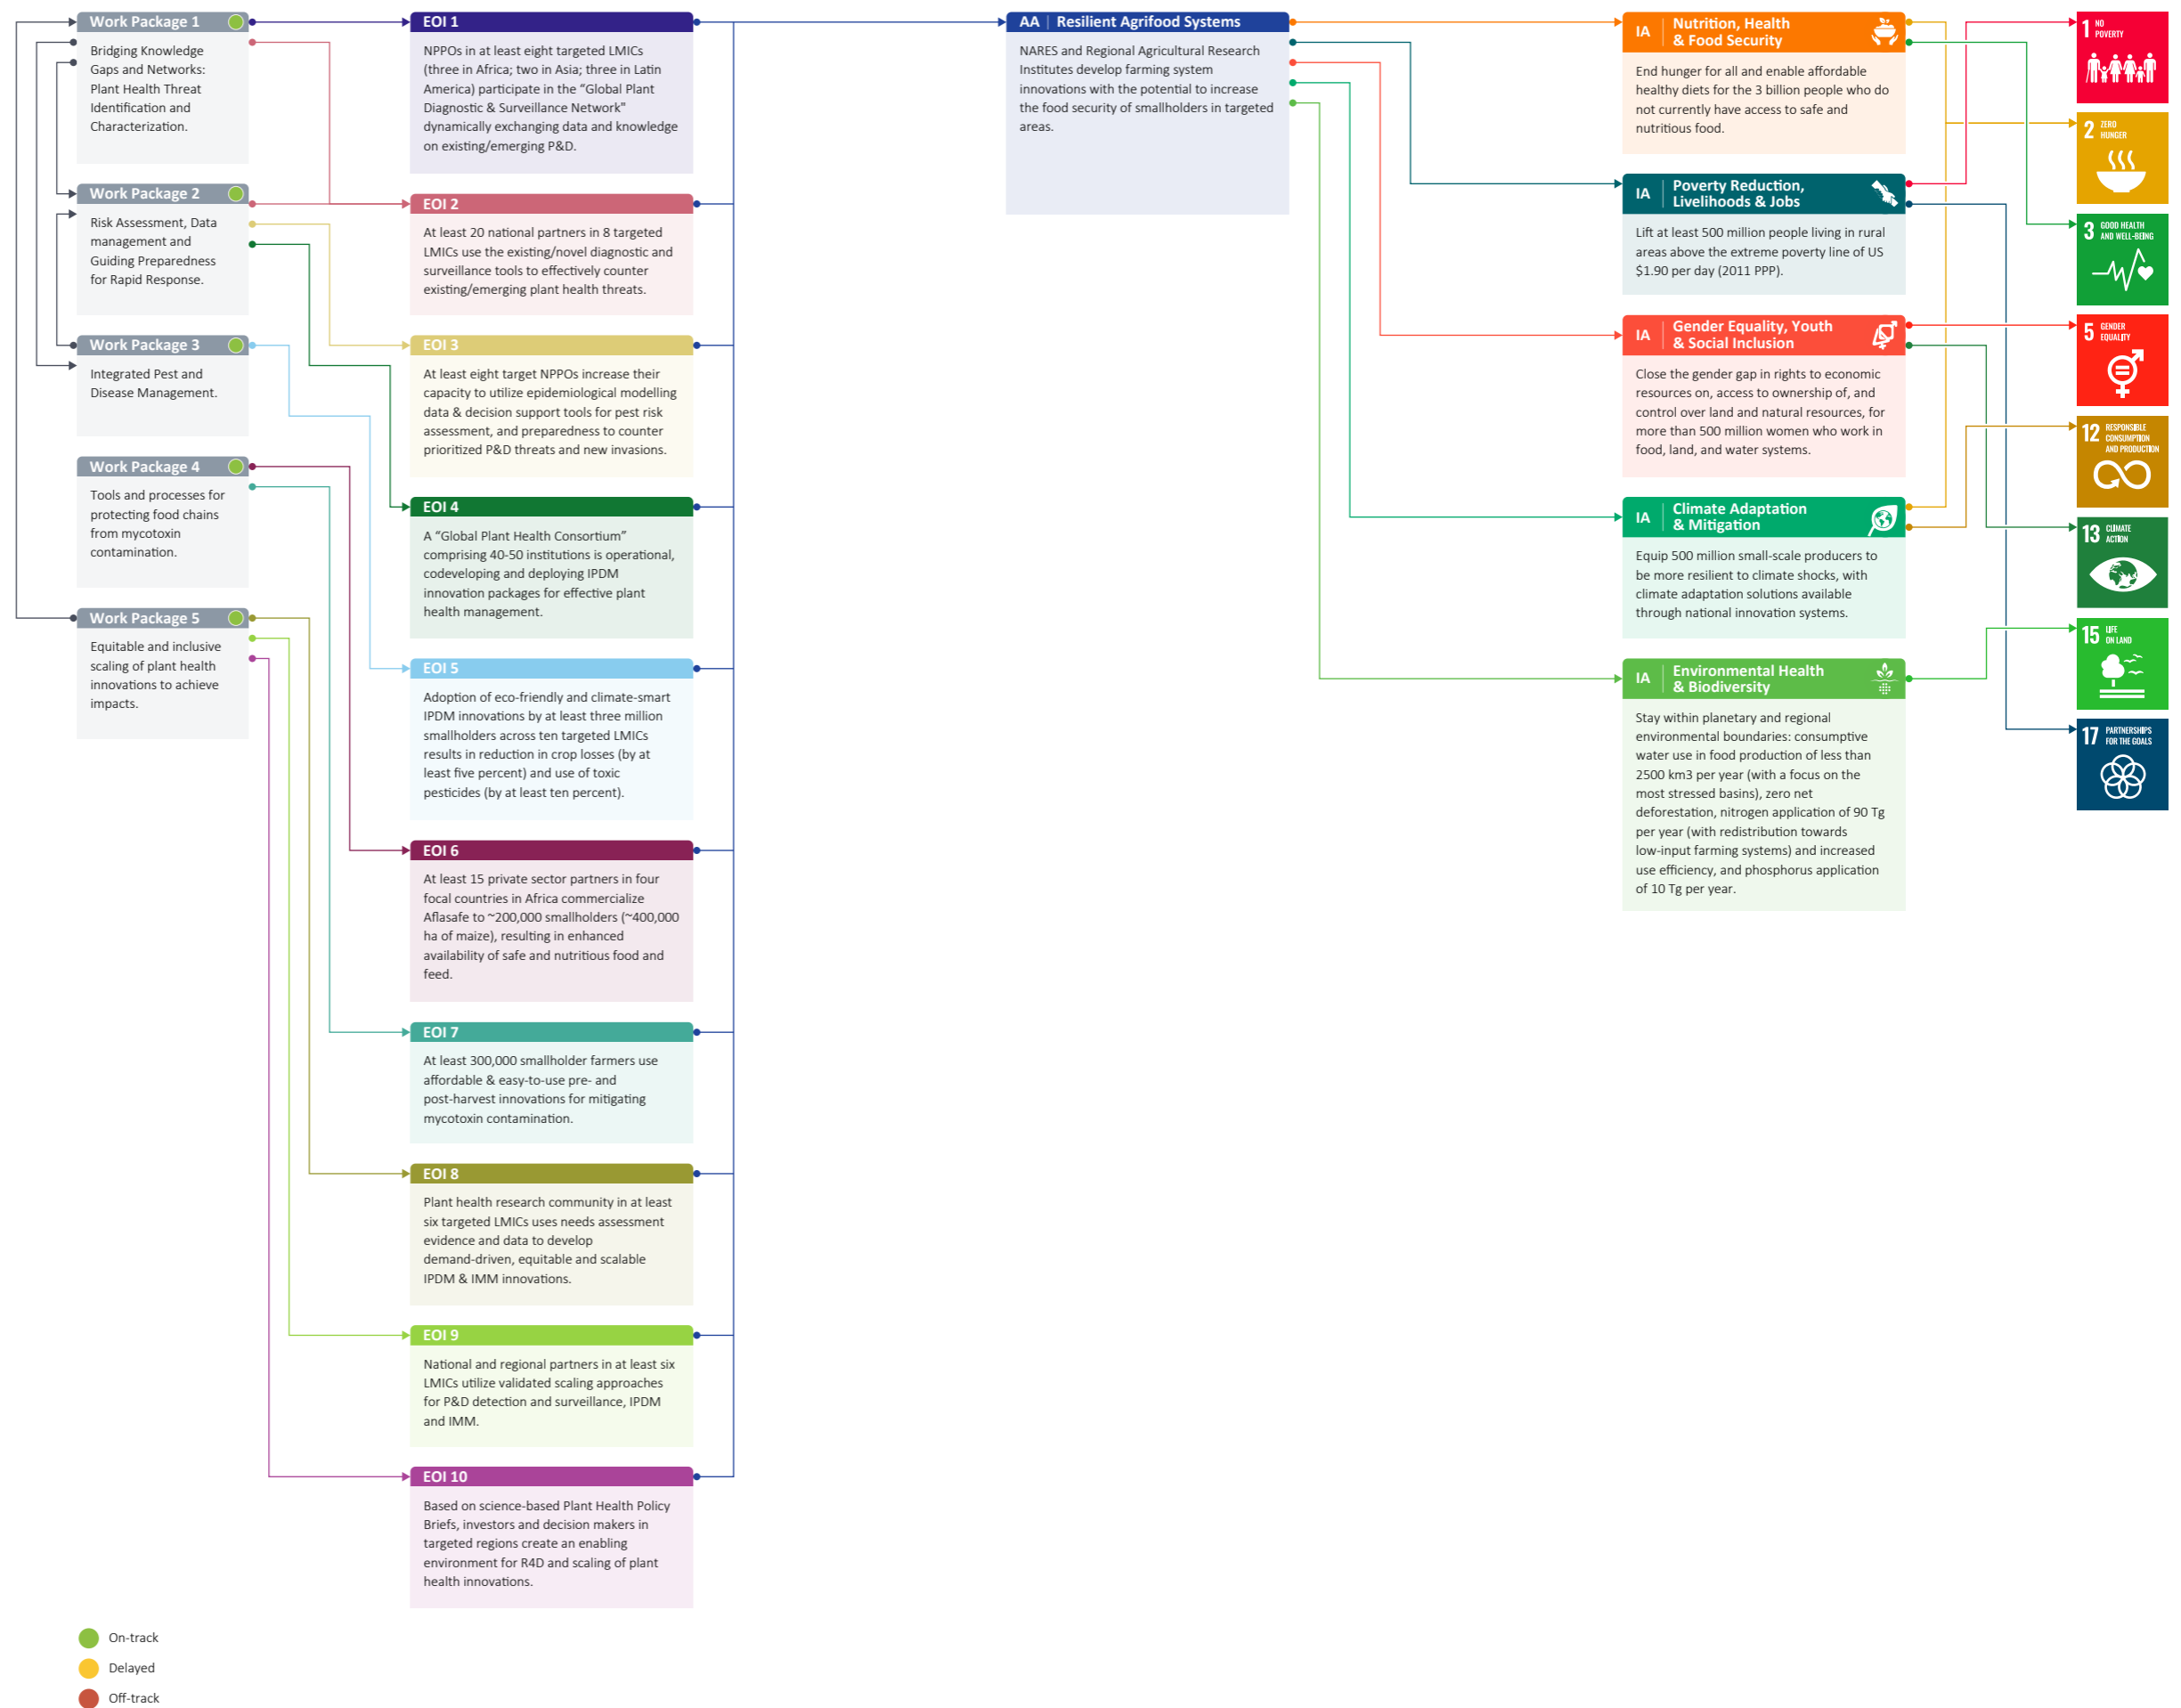 Work Package 1
Bridging Knowledge
Gaps and Networks:
Plant Health Threat
Identification and
Characterization.
Work Package 2
Risk Assessment, Data
management and
Guiding Preparedness
for Rapid Response.
Work Package 3
Integrated Pest and
Disease Management.
Work Package 4
Tools and processes for
protecting food chains
from mycotoxin
contamination.
Work Package 5
Equitable and inclusive
scaling of plant health
innovations to achieve
impacts.
EOI 1
NPPOs in at least eight targeted LMICs
(three in Africa; two in Asia; three in Latin
America) participate in the “Global Plant
Diagnostic & Surveillance Network"
dynamically exchanging data and knowledge
on existing/emerging P&D.
EOI 2
At least 20 national partners in 8 targeted
LMICs use the existing/novel diagnostic and
surveillance tools to effectively counter
existing/emerging plant health threats.
EOI 3
At least eight target NPPOs increase their
capacity to utilize epidemiological modelling
data & decision support tools for pest risk
assessment, and preparedness to counter
prioritized P&D threats and new invasions.
EOI 4
A “Global Plant Health Consortium”
comprising 40-50 institutions is operational,
codeveloping and deploying IPDM
innovation packages for effective plant
health management.
EOI 5
Adoption of eco-friendly and climate-smart
IPDM innovations by at least three million
smallholders across ten targeted LMICs
results in reduction in crop losses (by at
least five percent) and use of toxic
pesticides (by at least ten percent).
EOI 6
At least 15 private sector partners in four
focal countries in Africa commercialize
Aflasafe to ~200,000 smallholders (~400,000
ha of maize), resulting in enhanced
availability of safe and nutritious food and
feed.
EOI 7
At least 300,000 smallholder farmers use
affordable & easy-to-use pre- and
post-harvest innovations for mitigating
mycotoxin contamination.
EOI 8
Plant health research community in at least
six targeted LMICs uses needs assessment
evidence and data to develop
demand-driven, equitable and scalable
IPDM & IMM innovations.
EOI 9
National and regional partners in at least six
LMICs utilize validated scaling approaches
for P&D detection and surveillance, IPDM
and IMM.
EOI 10
Based on science-based Plant Health Policy
Briefs, investors and decision makers in
targeted regions create an enabling
environment for R4D and scaling of plant
health innovations.
AA | Resilient Agrifood Systems
NARES and Regional Agricultural Research
Institutes develop farming system
innovations with the potential to increase
the food security of smallholders in targeted
areas.
IA | Nutrition, Health
& Food Security
End hunger for all and enable affordable
healthy diets for the 3 billion people who do
not currently have access to safe and
nutritious food.
IA | Poverty Reduction,
Livelihoods & Jobs
Lift at least 500 million people living in rural
areas above the extreme poverty line of US
$1.90 per day (2011 PPP).
IA | Gender Equality, Youth
& Social Inclusion
Close the gender gap in rights to economic
resources on, access to ownership of, and
control over land and natural resources, for
more than 500 million women who work in
food, land, and water systems.
IA | Climate Adaptation
& Mitigation
Equip 500 million small-scale producers to
be more resilient to climate shocks, with
climate adaptation solutions available
through national innovation systems.
IA | Environmental Health
& Biodiversity
Stay within planetary and regional
environmental boundaries: consumptive
water use in food production of less than
2500 km3 per year (with a focus on the
most stressed basins), zero net
deforestation, nitrogen application of 90 Tg
per year (with redistribution towards
low-input farming systems) and increased
use efficiency, and phosphorus application
of 10 Tg per year.
1 NO
POVERTY
2 ZERO
HUNGER
3 GOOD HEALTH
AND WELL-BEING
5 GENDER
EQUALITY
12 RESPONSIBLE
CONSUMPTION
AND PRODUCTION
13 CLIMATE
ACTION
15 LIFE
ON LAND
17 PARTNERSHIPS
FOR THE GOALS
On-track
Delayed
Off-track